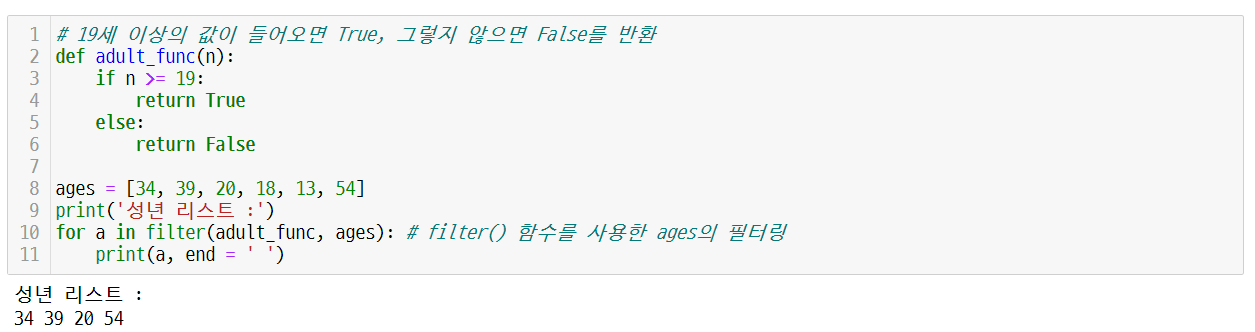 1 # 19세 이상의 값이 들어오면 True, 그렇지 않으면 False를 반환
2 def adult_func(n):
3     if n >= 19:
4         return True
5     else:
6         return False
7
8 ages = [34, 39, 20, 18, 13, 54]
9 print('성년 리스트 :')
10 for a in filter(adult_func, ages): # filter() 함수를 사용한 ages의 필터링
11     print(a, end = ' ')
성년 리스트 :
34 39 20 54